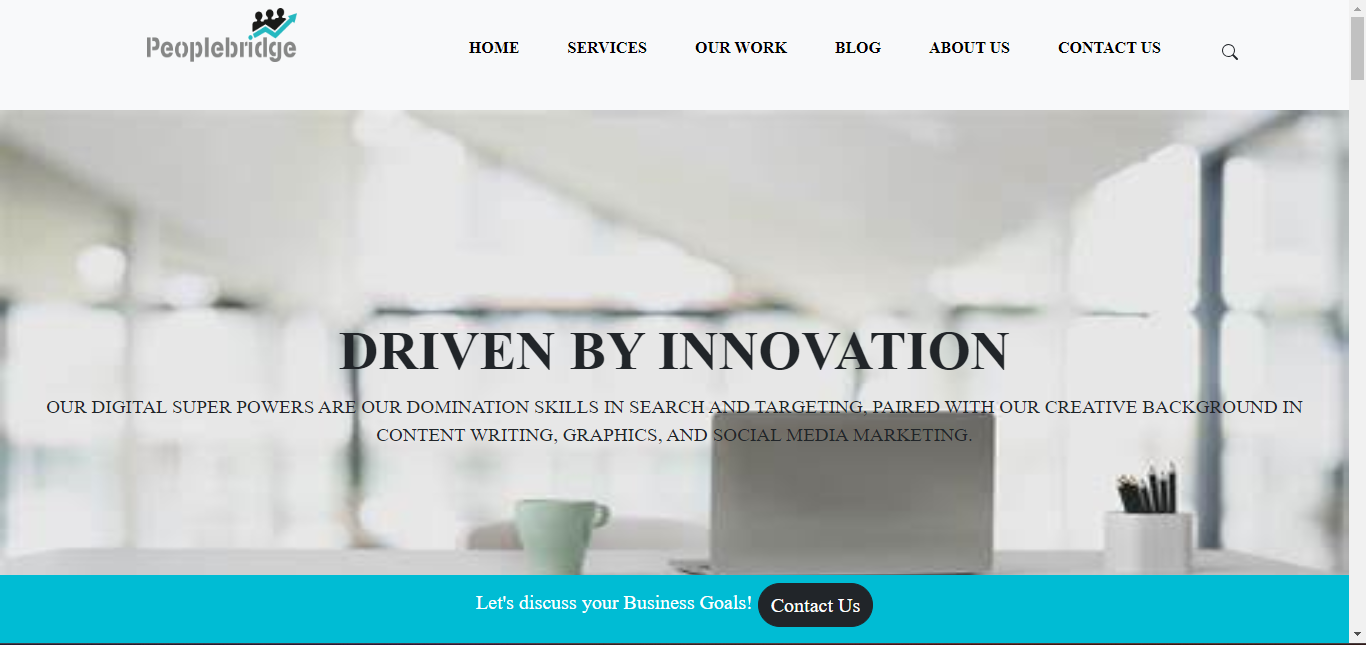 Peoplebridge
HOME SERVICES OUR WORK BLOG ABOUT US CONTACT US
DRIVEN BY INNOVATION
OUR DIGITAL SUPER POWERS ARE OUR DOMINATION SKILLS IN SEARCH AND TARGETING, PAIRED WITH OUR CREATIVE BACKGROUND IN
CONTENT WRITING, GRAPHICS, AND SOCIAL MEDIA MARKETING.
Let's discuss your Business Goals! Contact Us